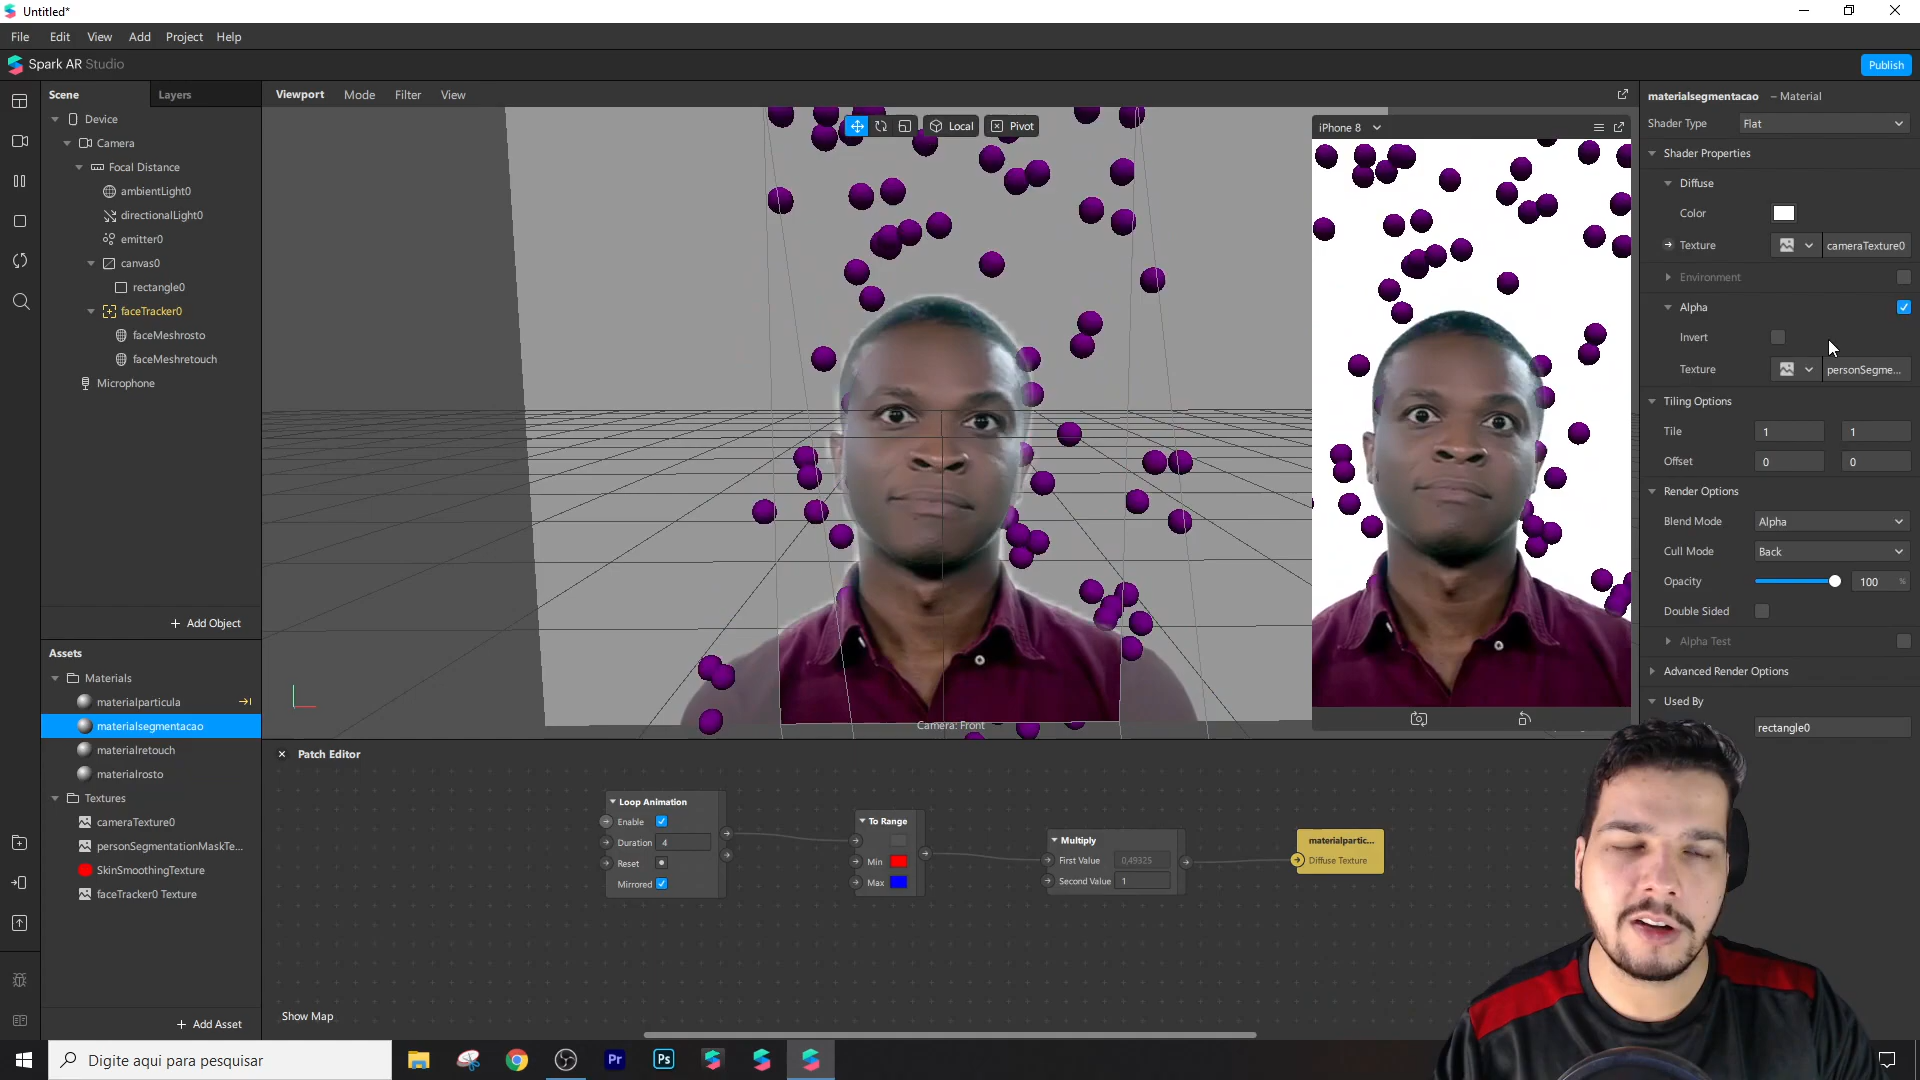 Untitled*
File Edit View Add Project Help
Spark AR Studio
Publish
Scene Layers
Device
Camera
Focal Distance
ambientLight0
directionalLight0
emitter0
canvas0
rectangle0
faceTracker0
faceMeshrosto
faceMeshretouch
Microphone
+ Add Object
Assets
Materials
materialparticula
materialsegmentacao
materialretouch
materialrosto
Textures
cameraTexture0
personSegmentationMaskTe...
SkinSmoothingTexture
faceTracker0 Texture
+ Add Asset
Viewport Mode Filter View
Local Pivot
Camera: Front
iPhone 8
Patch Editor
Loop Animation
Enable
Duration 4
Reset
Mirrored
To Range
Min
Max
Multiply
First Value 0,49325
Second Value 1
materialpartic...
Diffuse Texture
Show Map
materialsegmentacao – Material
Shader Type Flat
Shader Properties
Diffuse
Color
Texture cameraTexture0
Environment
Alpha
Invert
Texture personSegme...
Tiling Options
Tile 1 1
Offset 0 0
Render Options
Blend Mode Alpha
Cull Mode Back
Opacity 100 %
Double Sided
Alpha Test
Advanced Render Options
Used By
rectangle0
Digite aqui para pesquisar
Pr
Ps